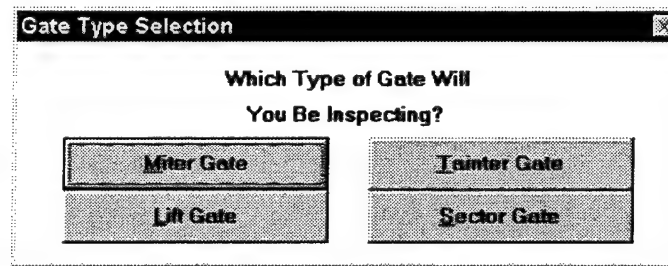 Gate Type Selection
Which Type of Gate Will
You Be Inspecting?
Miter Gate
Tainter Gate
Lift Gate
Sector Gate